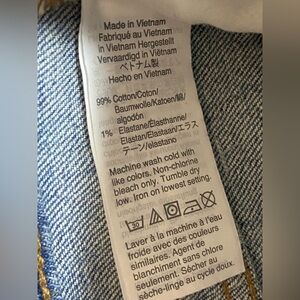 Made in Vietnam
Fabriqué au Vietnam
in Vietnam Hergestellt
Vervaardigd in Vietnam
ベトナム製
Hecho en Vietnam
99% Cotton/Coton/
Baumwolle/Katoen/綿/
algodón
1% Elastane/Elasthanne/
Elastan/Elastaan/エラス
テーン/elastano
Machine wash cold with
like colors. Non-chlorine
bleach only. Tumble dry
low. Iron on lowest setting.
30
Laver à la machine à l'eau
froide avec des couleurs
similaires. Agent de
blanchiment sans chlore
seulement. Sécher au
sèche-linge au cycle doux.